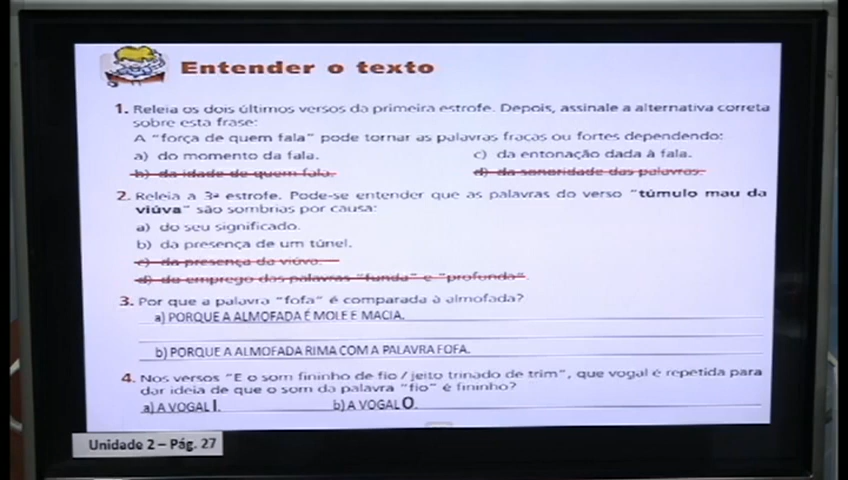 Entender o texto
1. Releia os dois últimos versos da primeira estrofe. Depois, assinale a alternativa correta
sobre esta frase:
A "força de quem fala" pode tornar as palavras fracas ou fortes dependendo:
a) do momento da fala.
c) da entonação dada à fala.
b) da idade de quem fala.
d) da sonoridade das palavras.
2. Releia a 3ª estrofe. Pode-se entender que as palavras do verso "túmulo mau da
viúva" são sombrias por causa:
a) do seu significado.
b) da presença de um túnel.
c) da presença da viúva.
d) do emprego das palavras "funda" e "profunda".
3. Por que a palavra "fofa" é comparada à almofada?
a) PORQUE A ALMOFADA É MOLE E MACIA.
b) PORQUE A ALMOFADA RIMA COM A PALAVRA FOFA.
4. Nos versos "E o som fininho de fio / jeito trinado de trim", que vogal é repetida para
dar ideia de que o som da palavra "fio" é fininho?
a) A VOGAL I.
b) A VOGAL O.
Unidade 2 – Pág. 27